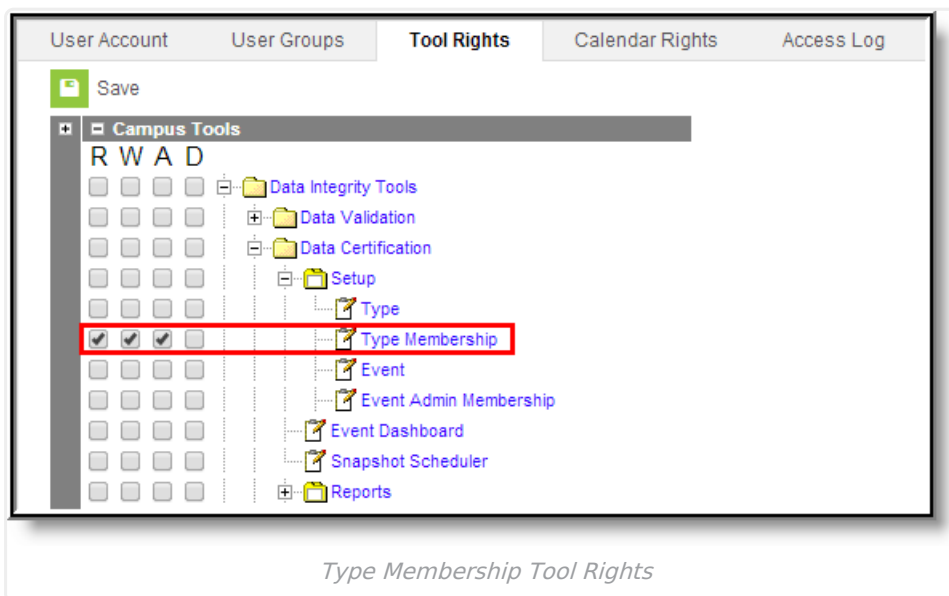 User Account User Groups Tool Rights Calendar Rights Access Log
Save
Campus Tools
R W A D
Data Integrity Tools
Data Validation
Data Certification
Setup
Type
Type Membership
Event
Event Admin Membership
Event Dashboard
Snapshot Scheduler
Reports
Type Membership Tool Rights